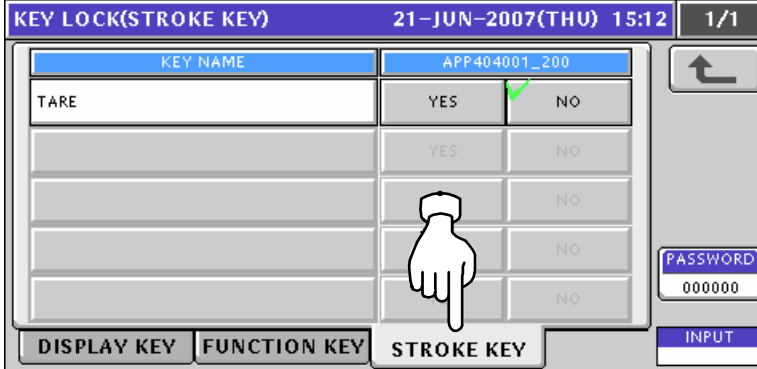 KEY LOCK(STROKE KEY) 21-JUN-2007(THU) 15:12 1/1
KEY NAME APP404001_200
TARE YES NO
YES NO
NO
NO
NO
PASSWORD
000000
INPUT
DISPLAY KEY FUNCTION KEY STROKE KEY